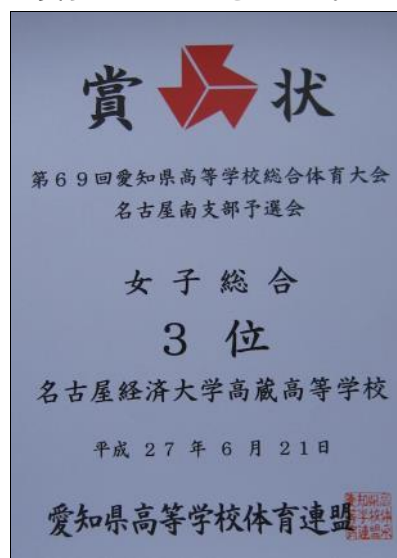 賞状
第69回愛知県高等学校総合体育大会
名古屋南支部予選会
女子総合
3位
名古屋経済大学高蔵高等学校
平成27年6月21日
愛知県高等学校体育連盟